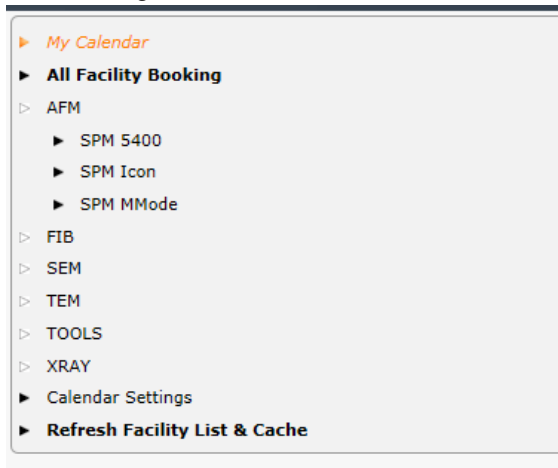 My Calendar
All Facility Booking
AFM
SPM 5400
SPM Icon
SPM MMode
FIB
SEM
TEM
TOOLS
XRAY
Calendar Settings
Refresh Facility List & Cache